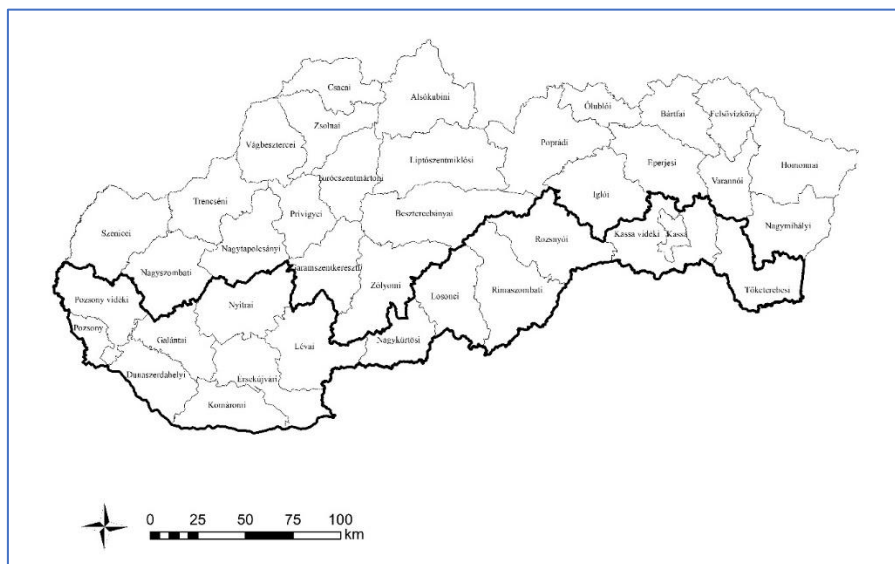 Csacai
Alsókubini
Zsolnai
Ólublói
Bártfai
Felsővízközi
Vágbesztercei
Poprádi
Liptószentmiklósi
Eperjesi
Homonnai
Turócszentmártoni
Trencséni
Varannói
Iglói
Privigyei
Besztercebányai
Szenicei
Nagytapolcsányi
Rozsnyói
Kassa vidéki
Kassa
Nagymihályi
Nagyszombati
Garamszentkereszti
Zólyomi
Losonci
Rimaszombati
Tőketerebesi
Pozsony vidéki
Nyitrai
Pozsony
Galántai
Lévai
Nagykürtösi
Dunaszerdahelyi
Érsekújvári
Komáromi
0 25 50 75 100
km